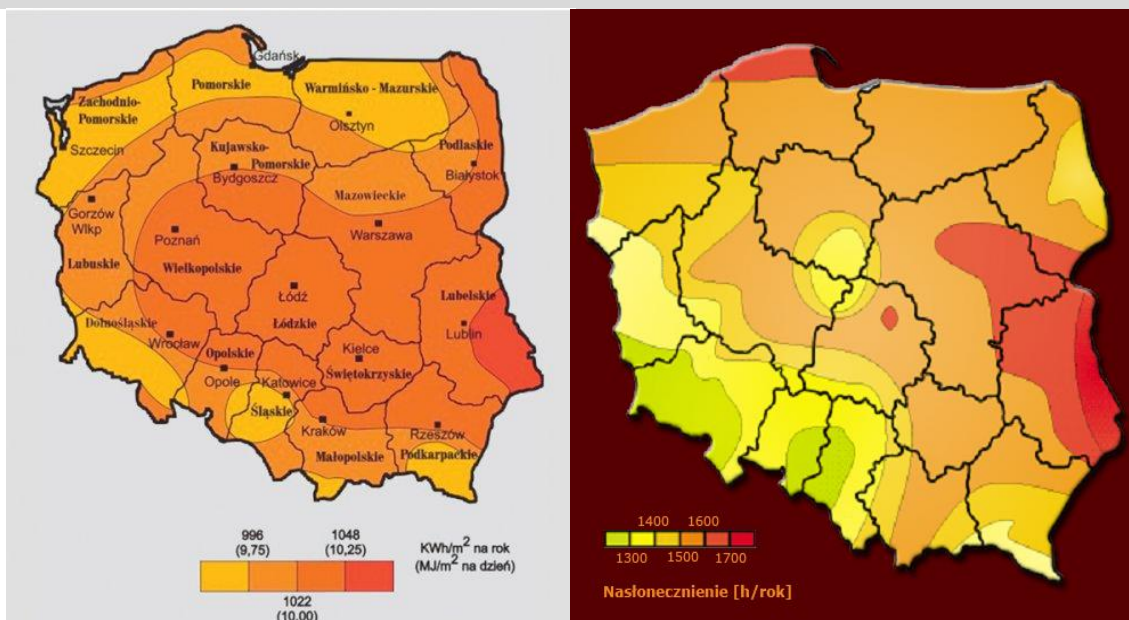 Gdańsk
Pomorskie
Warmińsko - Mazurskie
Zachodnio-
Pomorskie
Olsztyn
Szczecin
Kujawsko-
Pomorskie
Podlaskie
Bydgoszcz
Białystok
Mazowieckie
Gorzów
Wlkp
Poznań
Warszawa
Lubuskie
Wielkopolskie
Łódź
Lubelskie
Dolnośląskie
Łódzkie
Lublin
Wrocław
Opolskie
Kielce
Świętokrzyskie
Opole
Katowice
Śląskie
Kraków
Rzeszów
Małopolskie
Podkarpackie
996
(9,75)
1048
(10,25)
KWh/m² na rok
(MJ/m² na dzień)
1022
(10,00)
1400 1600
1300 1500 1700
Nasłonecznienie [h/rok]